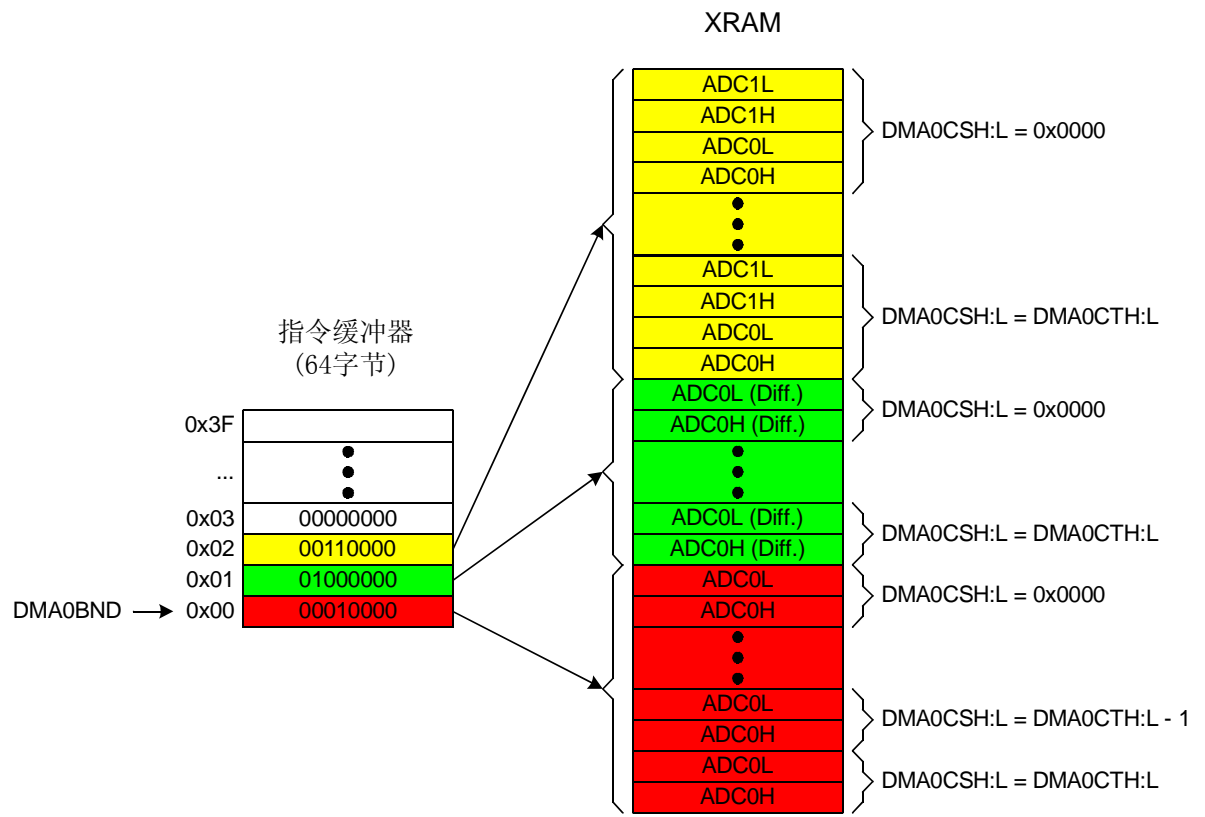 XRAM
ADC1L
ADC1H
ADC0L
ADC0H
DMA0CSH:L = 0x0000
ADC1L
ADC1H
ADC0L
ADC0H
DMA0CSH:L = DMA0CTH:L
ADC0L (Diff.)
ADC0H (Diff.)
DMA0CSH:L = 0x0000
ADC0L (Diff.)
ADC0H (Diff.)
DMA0CSH:L = DMA0CTH:L
ADC0L
ADC0H
DMA0CSH:L = 0x0000
ADC0L
ADC0H
DMA0CSH:L = DMA0CTH:L - 1
ADC0L
ADC0H
DMA0CSH:L = DMA0CTH:L
指令缓冲器
(64字节)
0x3F
...
0x03 00000000
0x02 00110000
0x01 01000000
DMA0BND 0x00 00010000